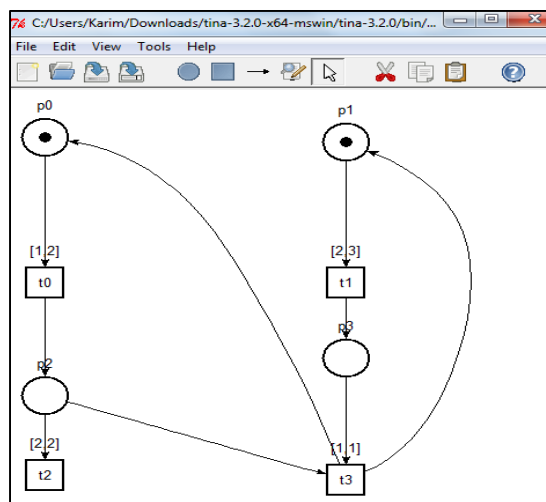 C:/Users/Karim/Downloads/tina-3.2.0-x64-mswin/tina-3.2.0/bin/...
File Edit View Tools Help
p0 p1
[1,2] [2,3]
t0 t1
p3
p2
[2,2] [1,1]
t2 t3